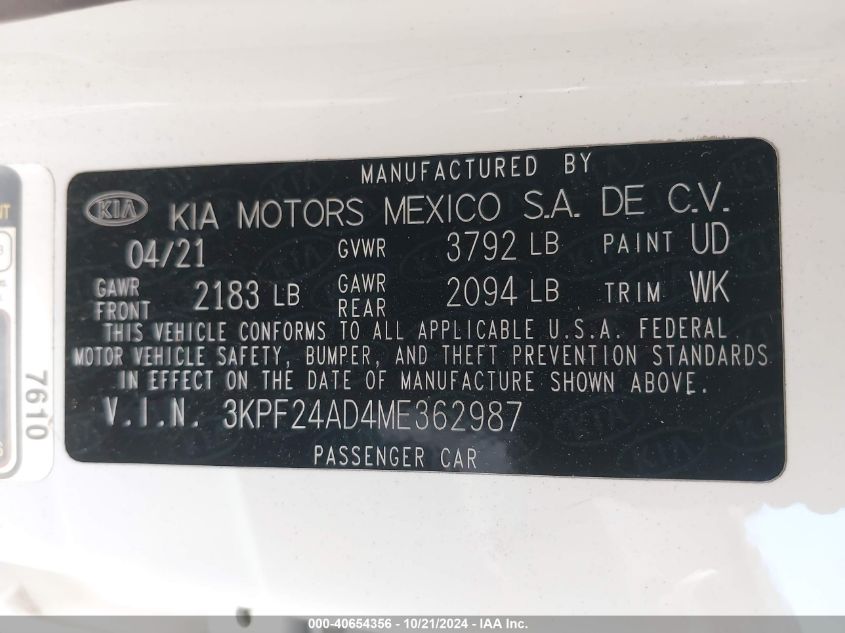 MANUFACTURED BY
KIA KIA MOTORS MEXICO S.A. DE C.V.
04/21 GVWR 3792 LB PAINT UD
GAWR FRONT 2183 LB GAWR REAR 2094 LB TRIM WK
THIS VEHICLE CONFORMS TO ALL APPLICABLE U.S.A. FEDERAL
MOTOR VEHICLE SAFETY, BUMPER, AND THEFT PREVENTION STANDARDS
IN EFFECT ON THE DATE OF MANUFACTURE SHOWN ABOVE.
V.I.N. 3KPF24AD4ME362987
PASSENGER CAR
7610
000-40654356 - 10/21/2024 - IAA Inc.